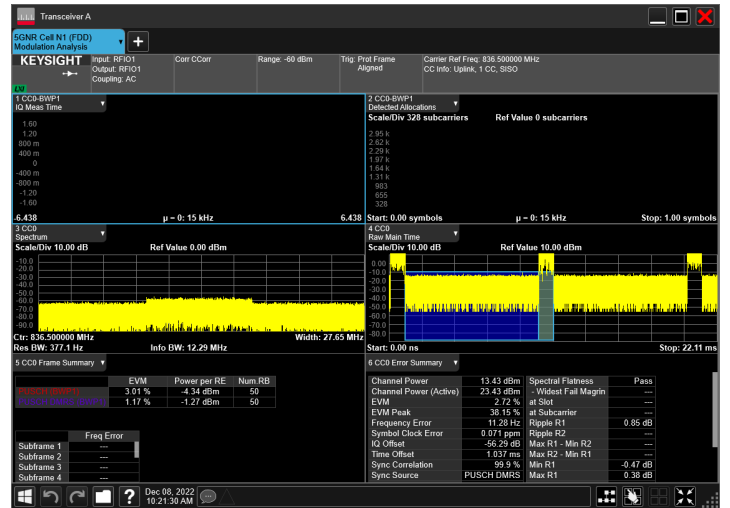 Transceiver A
5GNR Cell N1 (FDD)
Modulation Analysis
KEYSIGHT
Input: RFIO1
Output: RFIO1
Coupling: AC
Corr CCorr
Range: -60 dBm
Trig: Prot Frame
Aligned
Carrier Ref Freq: 836.500000 MHz
CC Info: Uplink, 1 CC, SISO
LXI
1 CC0-BWP1
IQ Meas Time
1.60
1.20
800 m
400 m
0
-400 m
-800 m
-1.20
-1.60
-6.438 μ = 0: 15 kHz 6.438
2 CC0-BWP1
Detected Allocations
Scale/Div 328 subcarriers Ref Value 0 subcarriers
2.95 k
2.62 k
2.29 k
1.97 k
1.64 k
1.31 k
983
655
328
Start: 0.00 symbols μ = 0: 15 kHz Stop: 1.00 symbols
3 CC0
Spectrum
Scale/Div 10.00 dB Ref Value 0.00 dBm
-10.0
-20.0
-30.0
-40.0
-50.0
-60.0
-70.0
-80.0
-90.0
Ctr: 836.500000 MHz Width: 27.65 MHz
Res BW: 377.1 Hz Info BW: 12.29 MHz
4 CC0
Raw Main Time
Scale/Div 10.00 dB Ref Value 10.00 dBm
0.00
-10.0
-20.0
-30.0
-40.0
-50.0
-60.0
-70.0
-80.0
Start: 0.00 ns Stop: 22.11 ms
5 CC0 Frame Summary
EVM Power per RE Num.RB
3.01 % -4.34 dBm 50
1.17 % -1.27 dBm 50
Freq Error
Subframe 1 ---
Subframe 2 ---
Subframe 3 ---
Subframe 4 ---
6 CC0 Error Summary
Channel Power 13.43 dBm Spectral Flatness Pass
Channel Power (Active) 23.43 dBm - Widest Fail Magrin ---
EVM 2.72 % at Slot ---
EVM Peak 38.15 % at Subcarrier ---
Frequency Error 11.28 Hz Ripple R1 0.85 dB
Symbol Clock Error 0.071 ppm Ripple R2 ---
IQ Offset -56.29 dB Max R1 - Min R2 ---
Time Offset 1.037 ms Max R2 - Min R1 ---
Sync Correlation 99.9 % Min R1 -0.47 dB
Sync Source PUSCH DMRS Max R1 0.38 dB
Dec 08, 2022
10:21:30 AM